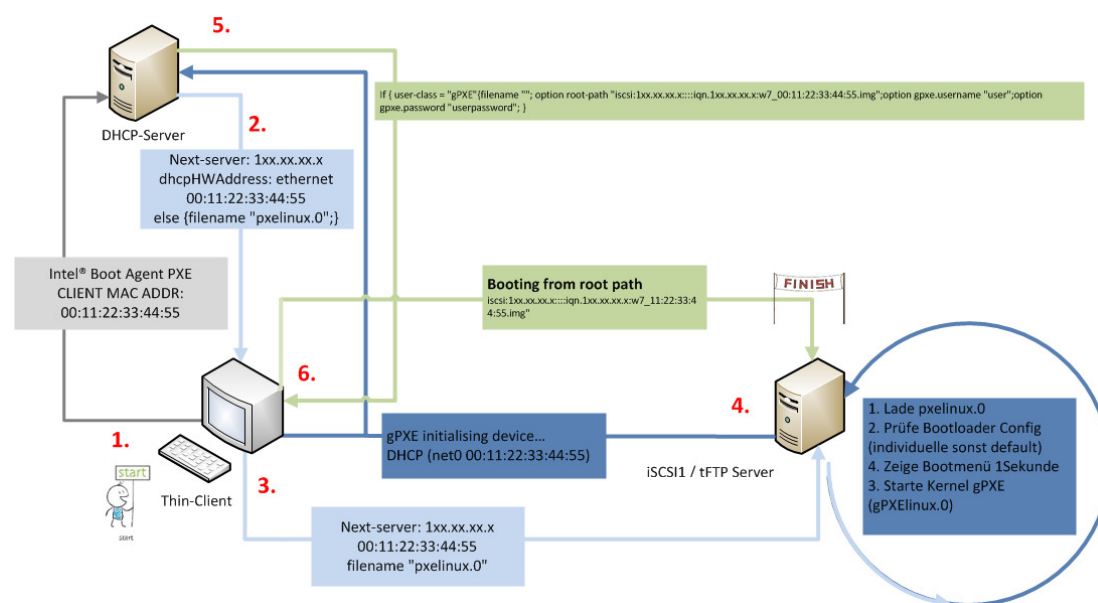 5.
If { user-class = "gPXE"{filename ""; option root-path "iscsi:1xx.xx.xx.x::::iqn.1xx.xx.xx.x:w7_00:11:22:33:44:55.img";option gpxe.username "user";option
gpxe.password "userpassword"; }
DHCP-Server
2.
Next-server: 1xx.xx.xx.x
dhcpHWAddress: ethernet
00:11:22:33:44:55
else {filename "pxelinux.0";}
Intel® Boot Agent PXE
CLIENT MAC ADDR:
00:11:22:33:44:55
Booting from root path
iscsi:1xx.xx.xx.x::::iqn.1xx.xx.xx.x:w7_11:22:33:4
4:55.img"
FINISH
6.
4.
1. Lade pxelinux.0
2. Prüfe Bootloader Config
(individuelle sonst default)
4. Zeige Bootmenü 1Sekunde
3. Starte Kernel gPXE
(gPXElinux.0)
1.
gPXE initialising device...
DHCP (net0 00:11:22:33:44:55)
iSCSI1 / tFTP Server
start
Thin-Client
3.
start
Next-server: 1xx.xx.xx.x
00:11:22:33:44:55
filename "pxelinux.0"